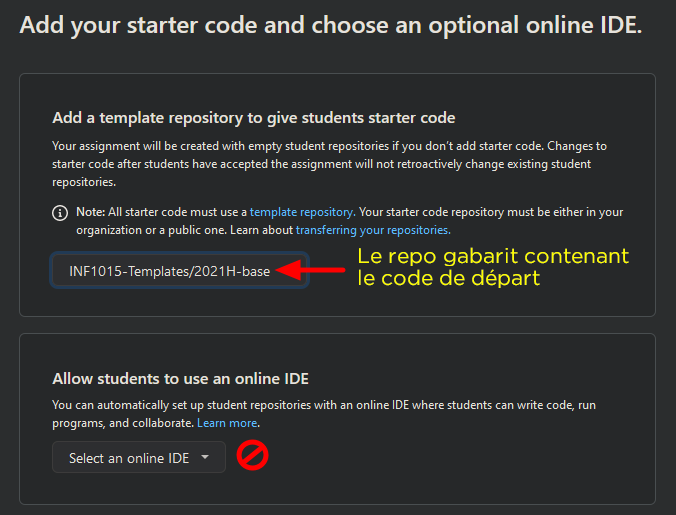 Add your starter code and choose an optional online IDE.
Add a template repository to give students starter code
Your assignment will be created with empty student repositories if you don't add starter code. Changes to
starter code after students have accepted the assignment will not retroactively change existing student
repositories.
Note: All starter code must use a template repository. Your starter code repository must be either in your
organization or a public one. Learn about transferring your repositories.
INF1015-Templates/2021H-base
Le repo gabarit contenant
le code de départ
Allow students to use an online IDE
You can automatically set up student repositories with an online IDE where students can write code, run
programs, and collaborate. Learn more.
Select an online IDE